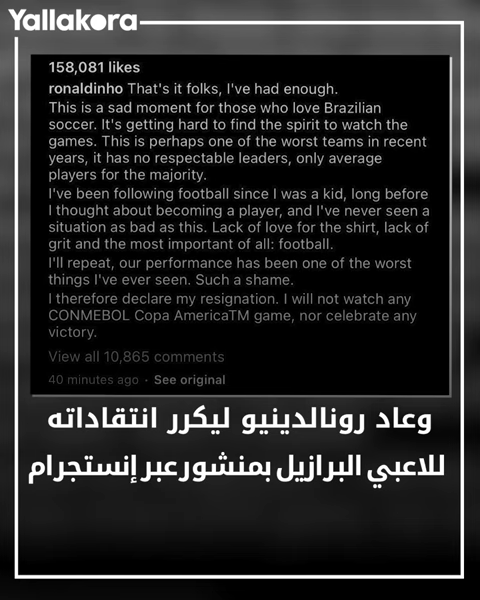 Yallakora
158,081 likes
ronaldinho That's it folks, I've had enough.
This is a sad moment for those who love Brazilian
soccer. It's getting hard to find the spirit to watch the
games. This is perhaps one of the worst teams in recent
years, it has no respectable leaders, only average
players for the majority.
I've been following football since I was a kid, long before
I thought about becoming a player, and I've never seen a
situation as bad as this. Lack of love for the shirt, lack of
grit and the most important of all: football.
I'll repeat, our performance has been one of the worst
things I've ever seen. Such a shame.
I therefore declare my resignation. I will not watch any
CONMEBOL Copa AmericaTM game, nor celebrate any
victory.
View all 10,865 comments
40 minutes ago · See original
وعاد رونالدينيو ليكرر انتقاداته
للاعبي البرازيل بمنشور عبر إنستجرام